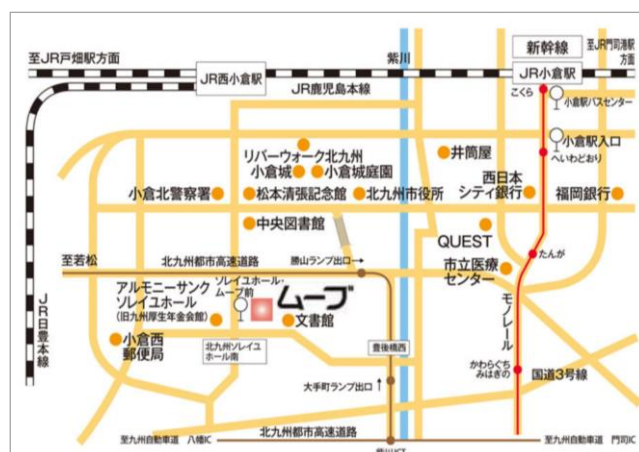 至JR戸畑駅方面
JR西小倉駅
紫川
新幹線
至JR門司港駅
方面
JR小倉駅
JR鹿児島本線
こくら
小倉駅バスセンター
小倉駅入口
へいわどおり
リバーウォーク北九州
井筒屋
小倉城
小倉城庭園
小倉北警察署
松本清張記念館
北九州市役所
西日本
シティ銀行
福岡銀行
中央図書館
QUEST
至若松
北九州都市高速道路
勝山ランプ出口→
市立医療
センター
たんが
アルモニーサンク
ソレイユホール
(旧九州厚生年金会館)
ソレイユホール・
ムーブ前
ムーブ
文書館
モノレール
JR日豊本線
小倉西
郵便局
北九州ソレイユ
ホール南
豊後橋西
かわらぐち
みはぎの
国道3号線
大手町ランプ出口
至九州自動車道 八幡IC
北九州都市高速道路
紫川JCT
至九州自動車道 門司IC